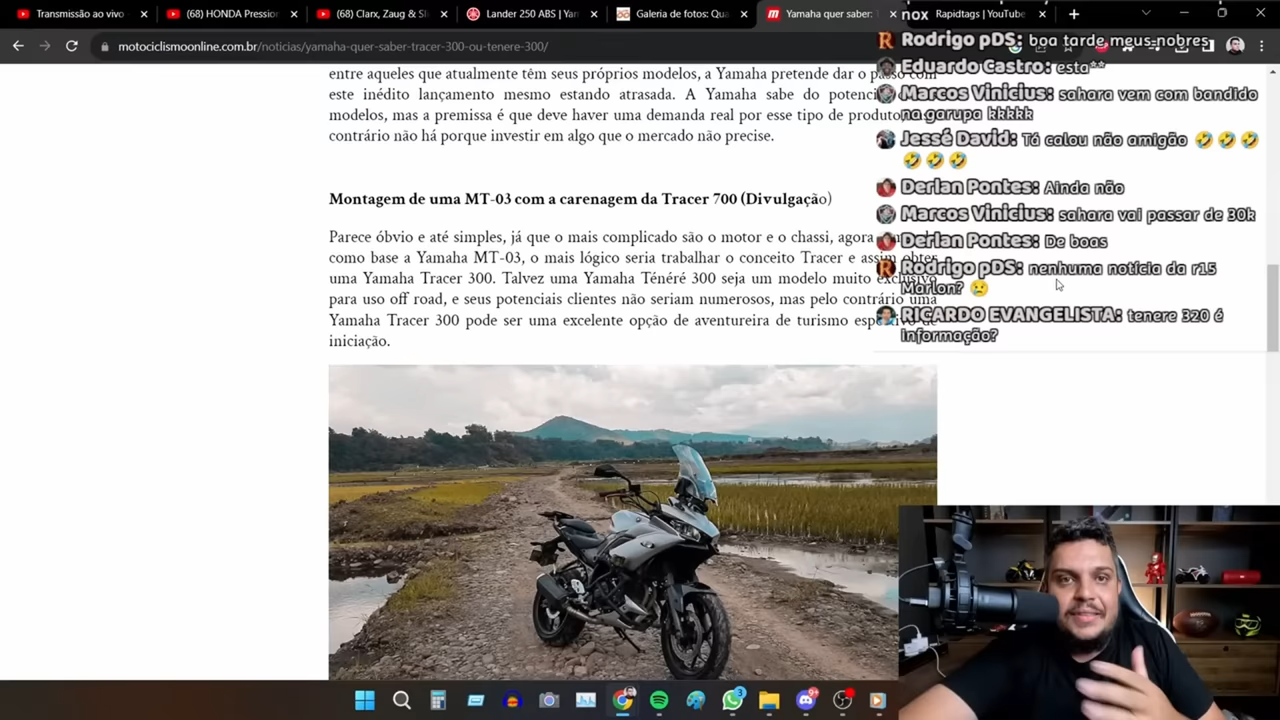 Transmissão ao vivo
(68) HONDA Pression
(68) Clarx, Zaug & Sl
Lander 250 ABS | Yam
Galeria de fotos: Qua
Yamaha quer saber:
Rapidtags | YouTube
nox
motociclismoonline.com.br/noticias/yamaha-quer-saber-tracer-300-ou-tenere-300/
Rodrigo pDS: boa tarde meus nobres
Eduardo Castro: esta**
Marcos Vinicius: sahara vem com bandido
na garupa kkkkk
Jessé David: Tá calou não amigão 🤣🤣🤣
🤣🤣🤣
Derlan Pontes: Ainda não
Marcos Vinicius: sahara vai passar de 30k
Derlan Pontes: De boas
Rodrigo pDS: nenhuma notícia da r15
Marlon? 😢
RICARDO EVANGELISTA: tenere 320 é
informação?
entre aqueles que atualmente têm seus próprios modelos, a Yamaha pretende dar o passo com
este inédito lançamento mesmo estando atrasada. A Yamaha sabe do potenci
modelos, mas a premissa é que deve haver uma demanda real por esse tipo de produto,
contrário não há porque investir em algo que o mercado não precise.
Montagem de uma MT-03 com a carenagem da Tracer 700 (Divulgação)
Parece óbvio e até simples, já que o mais complicado são o motor e o chassi, agora
como base a Yamaha MT-03, o mais lógico seria trabalhar o conceito Tracer e assim obter
uma Yamaha Tracer 300. Talvez uma Yamaha Ténéré 300 seja um modelo muito exclusivo
para uso off road, e seus potenciais clientes não seriam numerosos, mas pelo contrário uma
Yamaha Tracer 300 pode ser uma excelente opção de aventureira de turismo esportivo de
iniciação.
3
9+